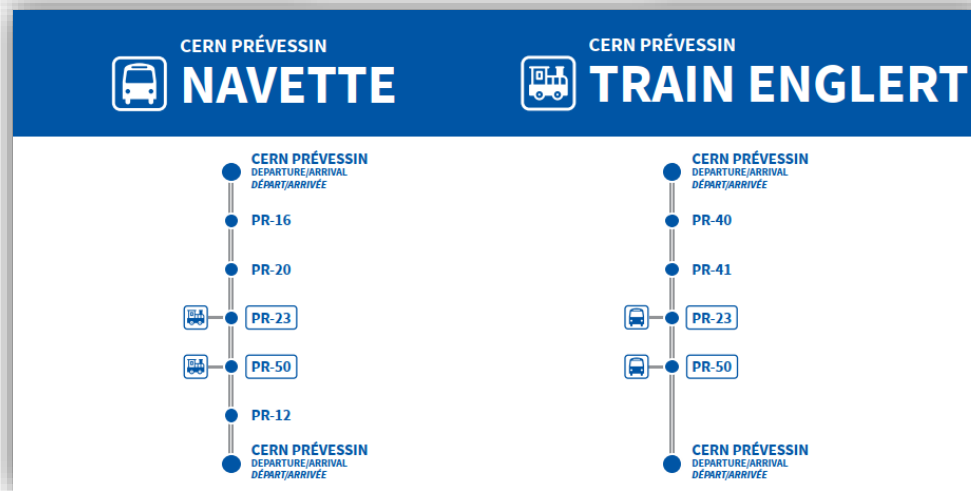 CERN PRÉVESSIN
NAVETTE
CERN PRÉVESSIN
DEPARTURE/ARRIVAL
DÉPART/ARRIVÉE
PR-16
PR-20
PR-23
PR-50
PR-12
CERN PRÉVESSIN
DEPARTURE/ARRIVAL
DÉPART/ARRIVÉE
CERN PRÉVESSIN
TRAIN ENGLERT
CERN PRÉVESSIN
DEPARTURE/ARRIVAL
DÉPART/ARRIVÉE
PR-40
PR-41
PR-23
PR-50
CERN PRÉVESSIN
DEPARTURE/ARRIVAL
DÉPART/ARRIVÉE